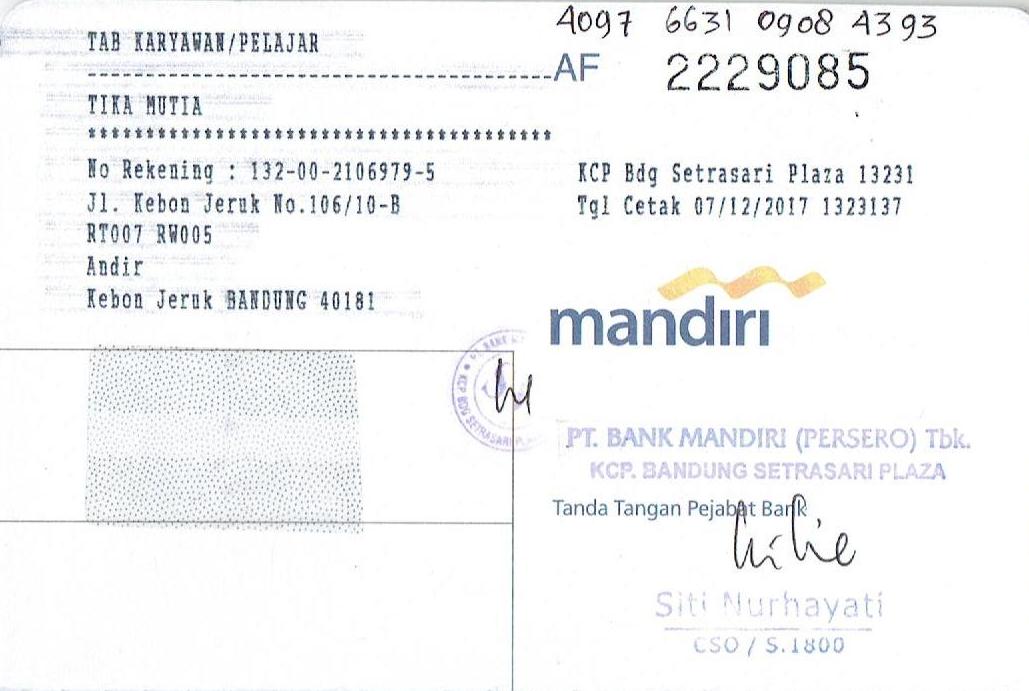 4097 6631 0908 4393
TAB KARYAWAN/PELAJAR
AF 2229085
TIKA MUTIA
****************************************
No Rekening : 132-00-2106979-5
Jl. Kebon Jeruk No.106/10-B
RT007 RW005
Andir
Kebon Jeruk BANDUNG 40181
KCP Bdg Setrasari Plaza 13231
Tgl Cetak 07/12/2017 1323137
mandiri
PT. BANK MANDIRI (PERSERO) Tbk.
KCP. BANDUNG SETRASARI PLAZA
Tanda Tangan Pejabat Bank
Siti Nurhayati
CSO / S.1800